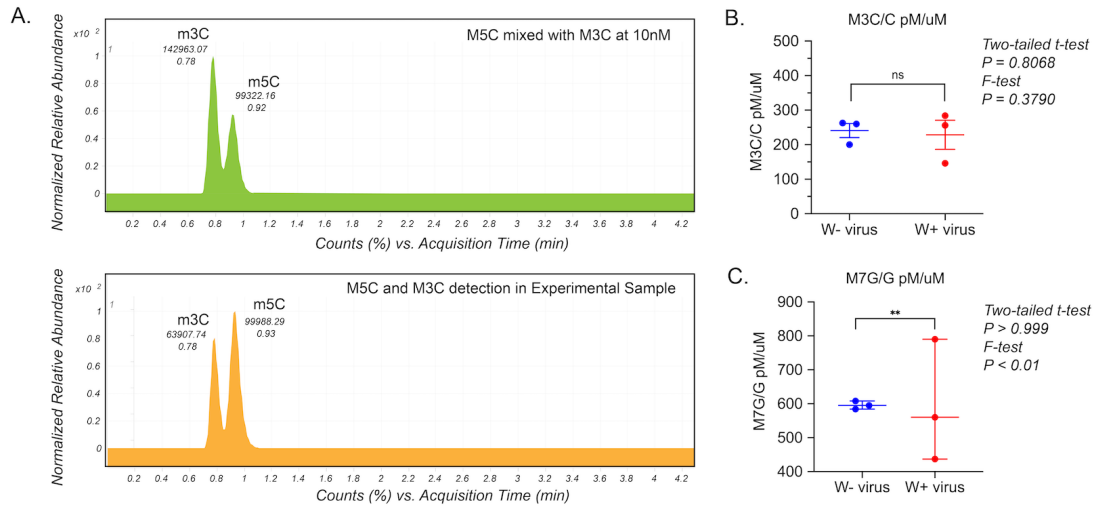 A.
Normalized Relative Abundance
x10 ²
1
1
0.8
0.6
0.4
0.2
0
m3C
142963.07
0.78
m5C
99322.16
0.92
M5C mixed with M3C at 10nM
0.2 0.4 0.6 0.8 1 1.2 1.4 1.6 1.8 2 2.2 2.4 2.6 2.8 3 3.2 3.4 3.6 3.8 4 4.2
Counts (%) vs. Acquisition Time (min)
Normalized Relative Abundance
x10 ²
1
1
0.8
0.6
0.4
0.2
0
m3C
63907.74
0.78
m5C
99988.29
0.93
M5C and M3C detection in Experimental Sample
0.2 0.4 0.6 0.8 1 1.2 1.4 1.6 1.8 2 2.2 2.4 2.6 2.8 3 3.2 3.4 3.6 3.8 4 4.2
Counts (%) vs. Acquisition Time (min)
B.
M3C/C pM/uM
M3C/C pM/uM
500
400
300
200
100
0
ns
W- virus W+ virus
Two-tailed t-test
P = 0.8068
F-test
P = 0.3790
C.
M7G/G pM/uM
M7G/G pM/uM
900
800
700
600
500
400
**
W- virus W+ virus
Two-tailed t-test
P > 0.999
F-test
P < 0.01